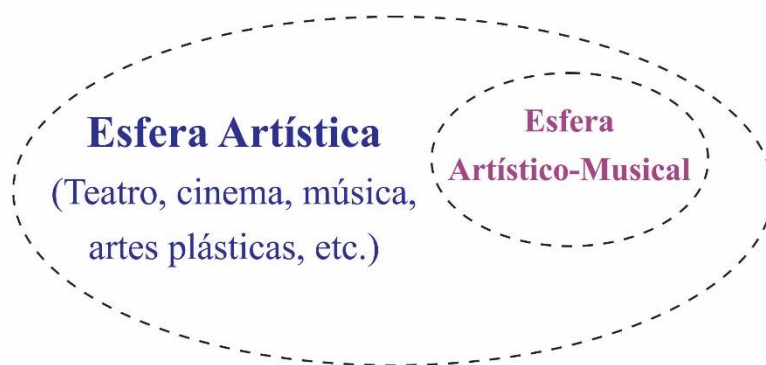 Esfera Artística
(Teatro, cinema, música,
artes plásticas, etc.)
Esfera
Artístico-Musical